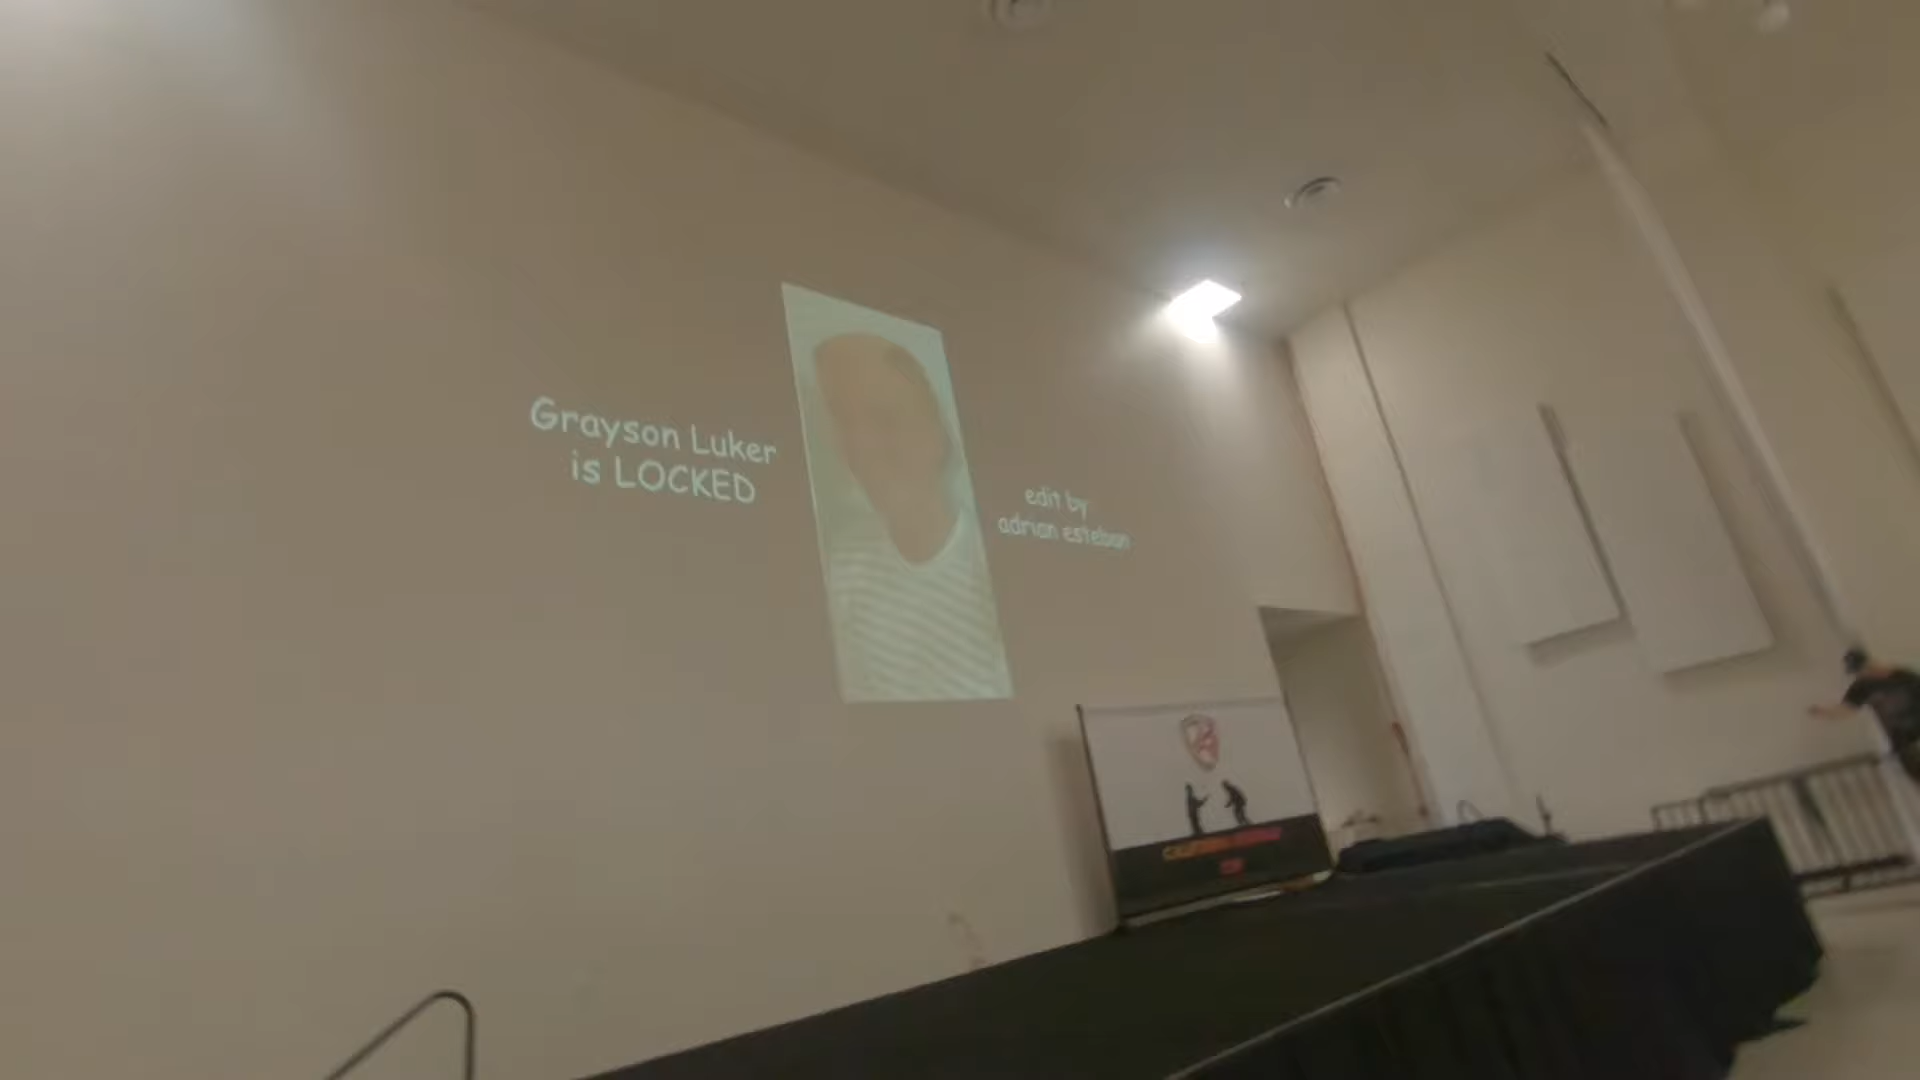 Grayson Luker
is LOCKED
edit by
adrian esteban